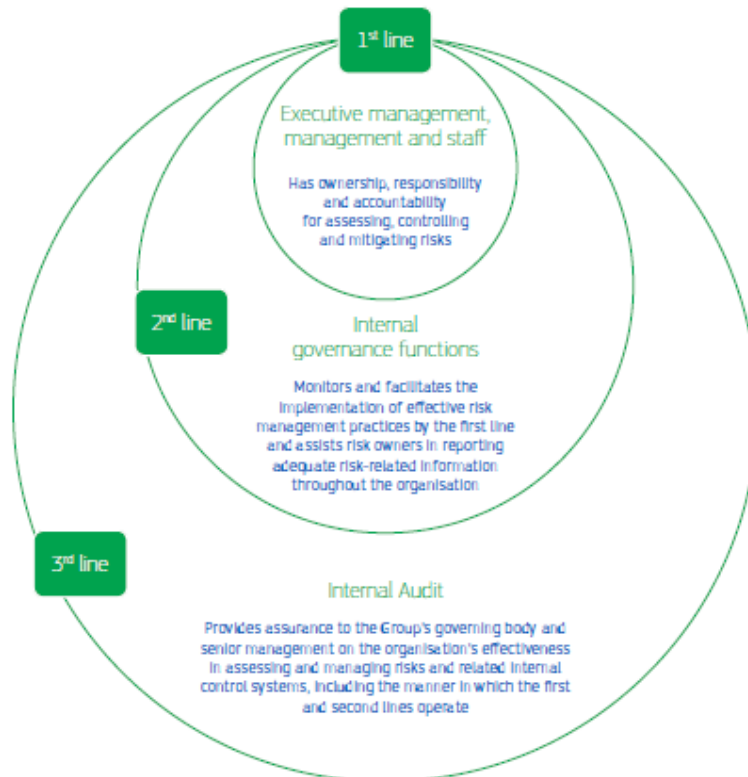 1st line
Executive management,
management and staff
Has ownership, responsibility
and accountability
for assessing, controlling
and mitigating risks
2nd line
Internal
governance functions
Monitors and facilitates the
implementation of effective risk
management practices by the first line
and assists risk owners in reporting
adequate risk-related information
throughout the organisation
3rd line
Internal Audit
Provides assurance to the Group's governing body and
senior management on the organisation's effectiveness
in assessing and managing risks and related internal
control systems, including the manner in which the first
and second lines operate